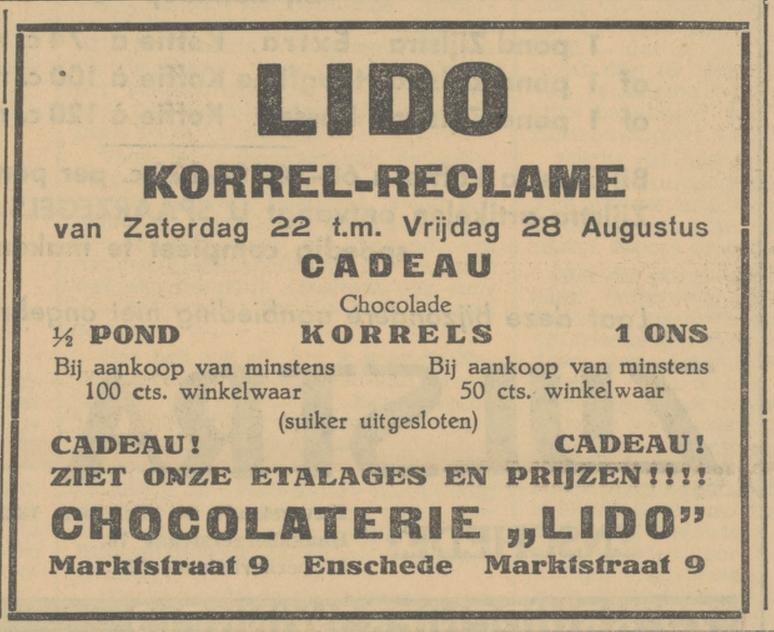 LIDO
KORREL-RECLAME
van Zaterdag 22 t.m. Vrijdag 28 Augustus
CADEAU
Chocolade
½ POND KORRELS 1 ONS
Bij aankoop van minstens Bij aankoop van minstens
100 cts. winkelwaar 50 cts. winkelwaar
(suiker uitgesloten)
CADEAU! CADEAU!
ZIET ONZE ETALAGES EN PRIJZEN!!!!
CHOCOLATERIE „LIDO”
Marktstraat 9 Enschede Marktstraat 9